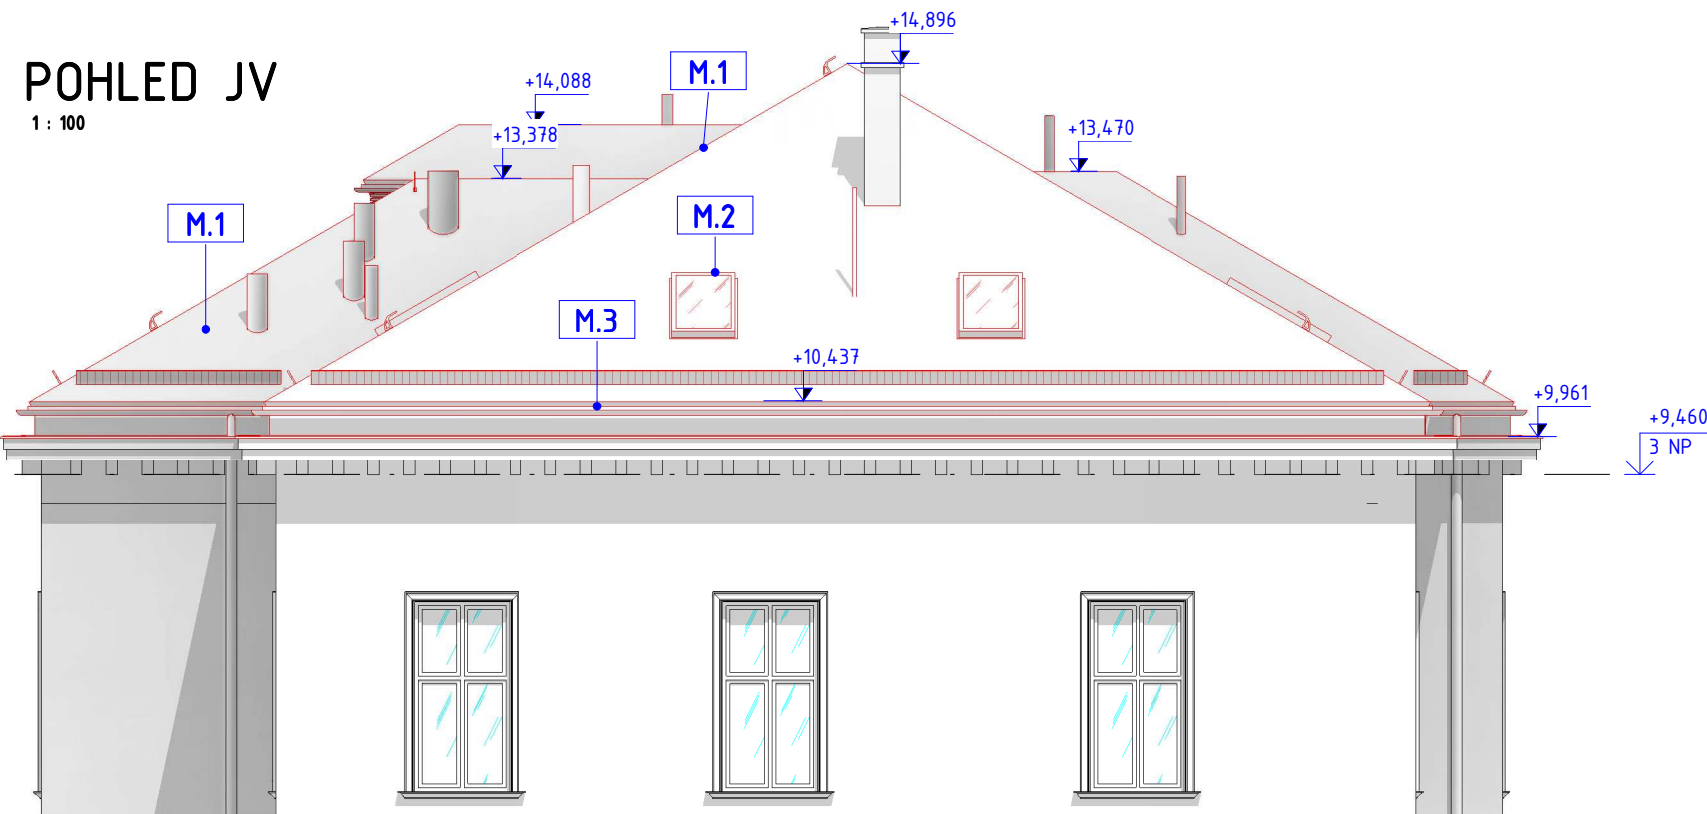 POHLED JV
1 : 100
+14,896
+14,088
M.1
+13,378
+13,470
M.1
M.2
M.3
+10,437
+9,961
+9,460
3 NP